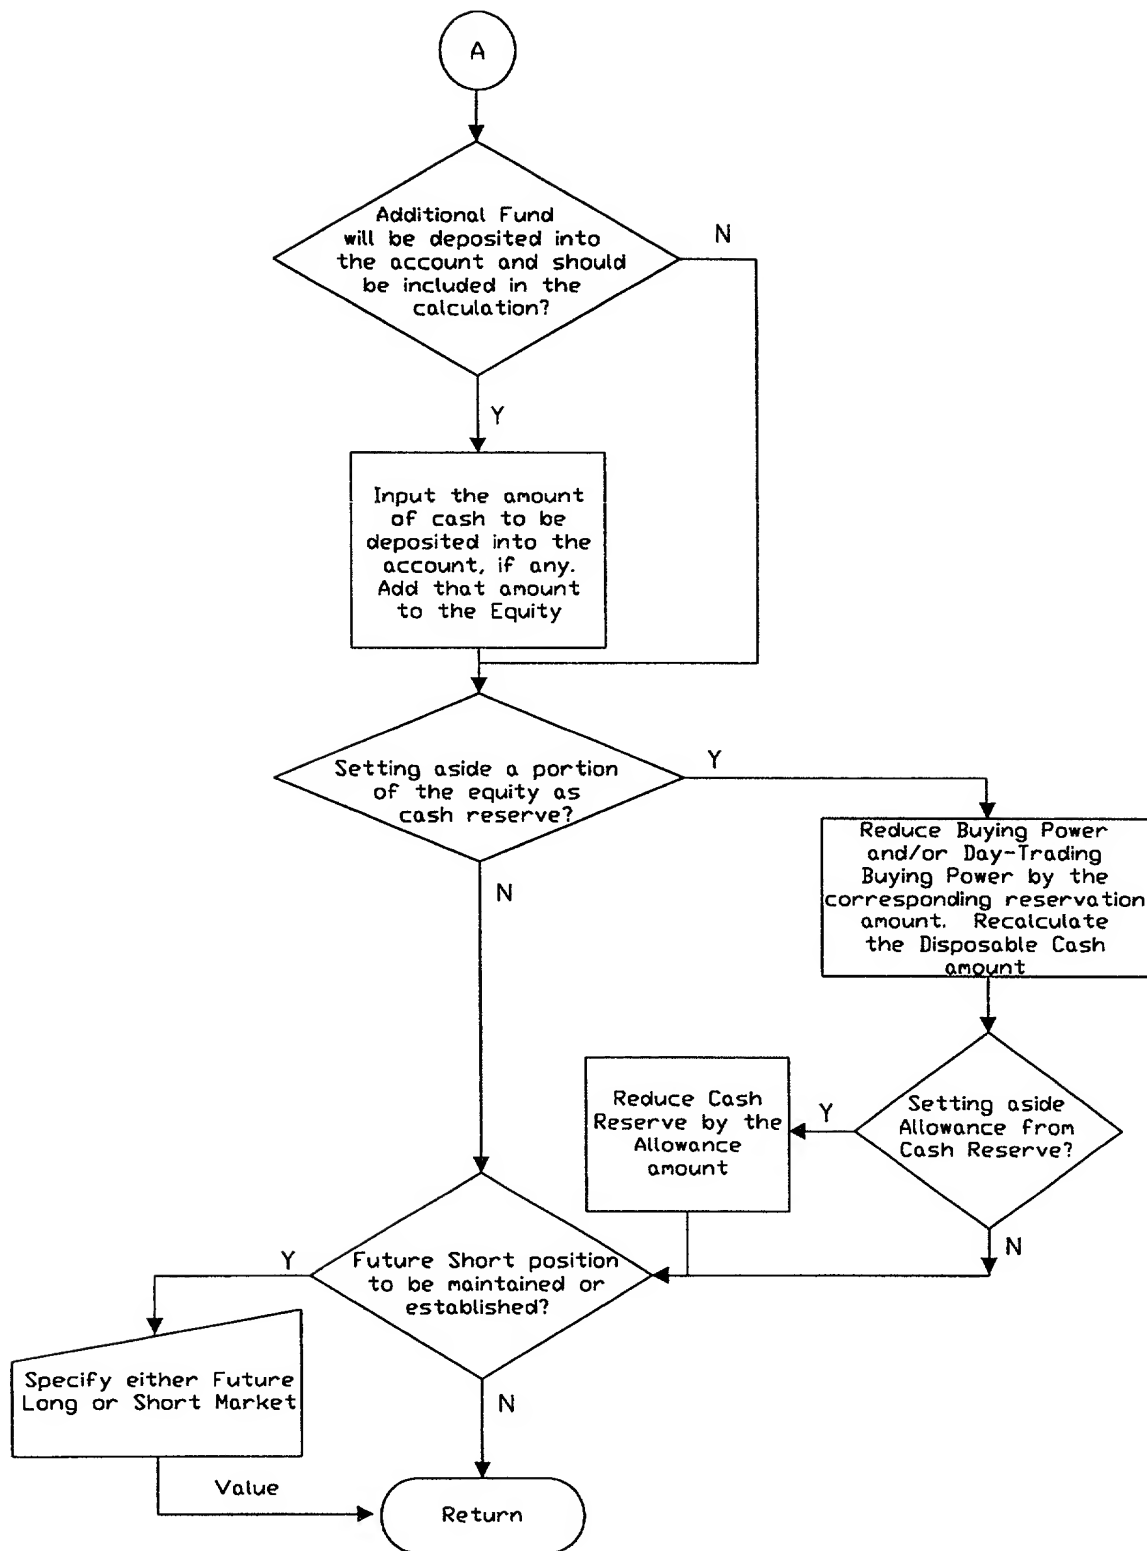 A
Additional Fund
will be deposited into
the account and should
be included in the
calculation?
N
Y
Input the amount
of cash to be
deposited into the
account, if any.
Add that amount
to the Equity
Setting aside a portion
of the equity as
cash reserve?
Y
N
Reduce Buying Power
and/or Day-Trading
Buying Power by the
corresponding reservation
amount. Recalculate
the Disposable Cash
amount
Setting aside
Allowance from
Cash Reserve?
Y
N
Reduce Cash
Reserve by the
Allowance
amount
Future Short position
to be maintained or
established?
Y
N
Specify either Future
Long or Short Market
Value
Return